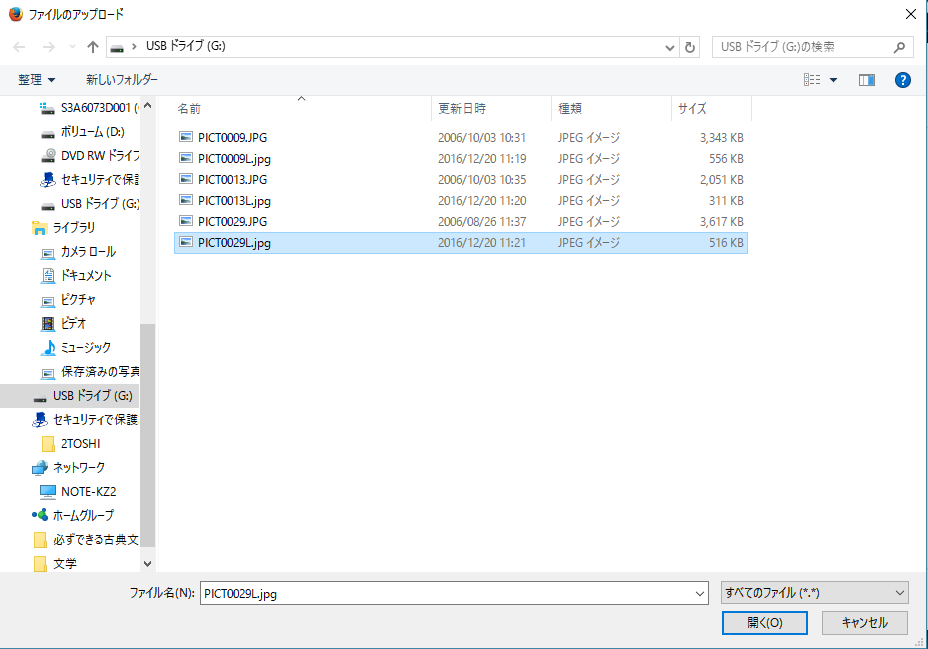 ファイルのアップロード
USB ドライブ (G:)
USB ドライブ (G:)の検索
整理
新しいフォルダー
S3A6073D001 (
ボリューム (D:)
DVD RW ドライブ
セキュリティで保護
USB ドライブ (G:)
ライブラリ
カメラ ロール
ドキュメント
ピクチャ
ビデオ
ミュージック
保存済みの写真
USB ドライブ (G:)
セキュリティで保護
2TOSHI
ネットワーク
NOTE-KZ2
ホームグループ
必ずできる古典文
文学
名前 更新日時 種類 サイズ
PICT0009.JPG 2006/10/03 10:31 JPEG イメージ 3,343 KB
PICT0009L.jpg 2016/12/20 11:19 JPEG イメージ 556 KB
PICT0013.JPG 2006/10/03 10:35 JPEG イメージ 2,051 KB
PICT0013L.jpg 2016/12/20 11:20 JPEG イメージ 311 KB
PICT0029.JPG 2006/08/26 11:37 JPEG イメージ 3,617 KB
PICT0029L.jpg 2016/12/20 11:21 JPEG イメージ 516 KB
ファイル名(N): PICT0029L.jpg
すべてのファイル (*.*)
開く(O)
キャンセル